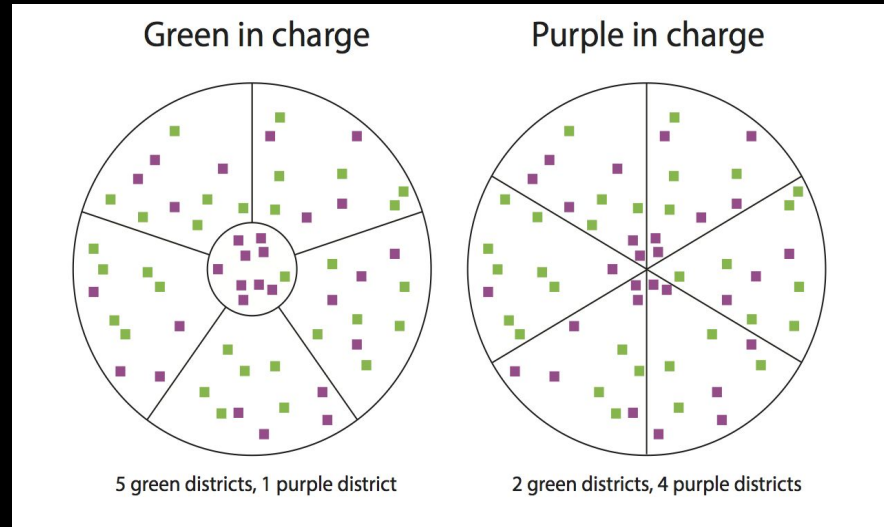 Green in charge
Purple in charge
5 green districts, 1 purple district
2 green districts, 4 purple districts